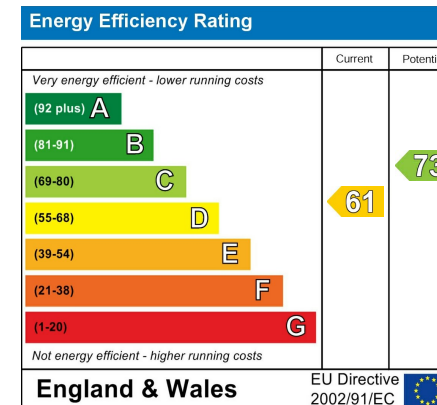 Energy Efficiency Rating
Current
Very energy efficient - lower running costs
(92 plus) A
(81-91) B
(69-80) C
73
(55-68) D
61
(39-54) E
(21-38) F
(1-20) G
Not energy efficient - higher running costs
England & Wales
EU Directive
2002/91/EC